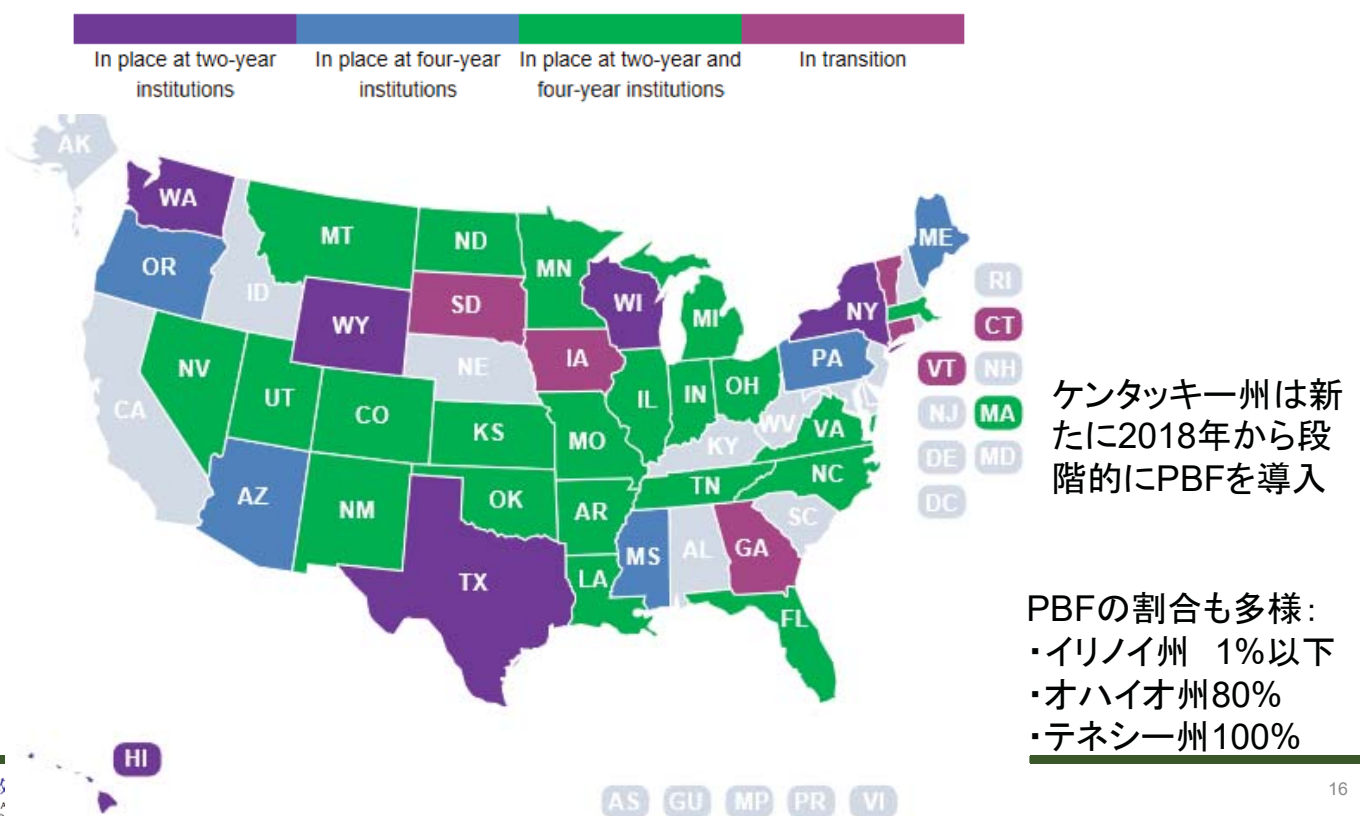 In place at two-year
institutions
In place at four-year
institutions
In place at two-year and
four-year institutions
In transition
AK
WA
MT
ND
MN
ME
OR
ID
SD
WI
MI
NY
RI
WY
CT
IA
PA
NE
VT
NH
NV
UT
CO
IL
IN
OH
CA
KS
MO
WV
VA
NJ
MA
KY
DE
MD
AZ
NM
OK
TN
NC
DC
AR
SC
MS
AL
GA
TX
LA
FL
HI
AS
GU
MP
PR
VI
ケンタッキー州は新
たに2018年から段
階的にPBFを導入
PBFの割合も多様：
・イリノイ州　1%以下
・オハイオ州80%
・テネシー州100%
16